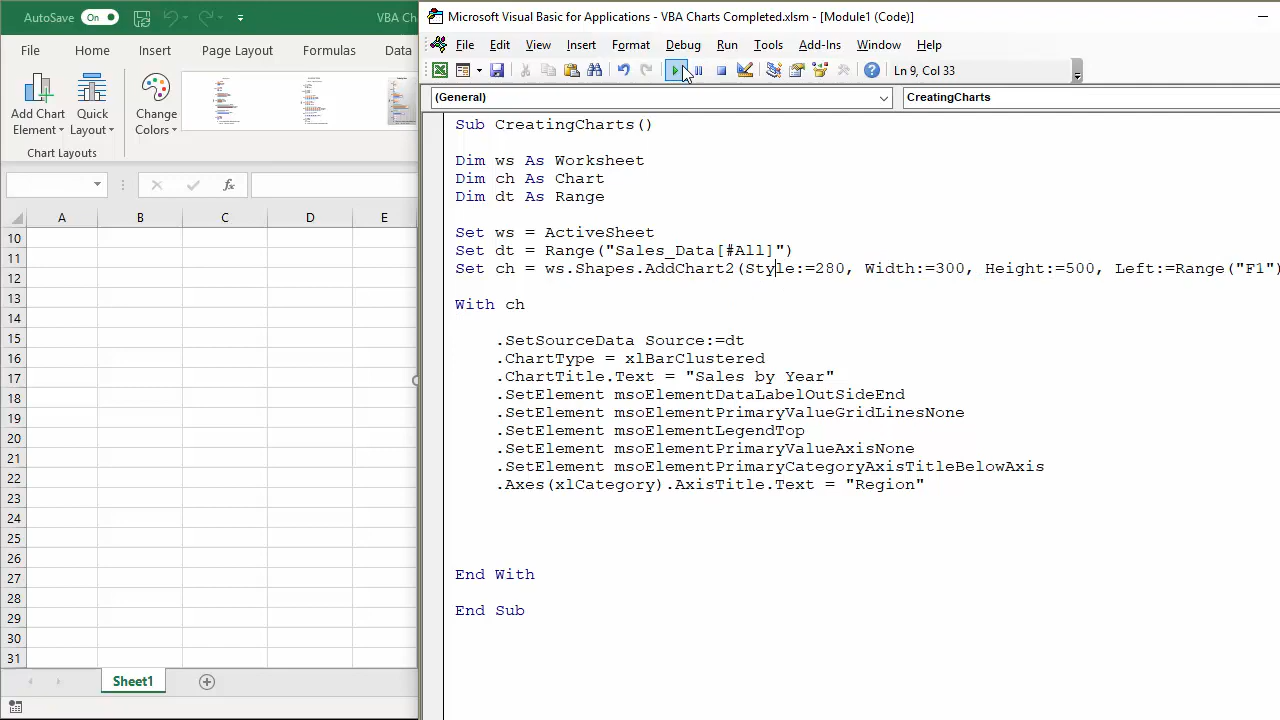 AutoSave On VBA Ch
File Home Insert Page Layout Formulas Data
Add Chart Element Quick Layout Change Colors
Chart Layouts
A B C D E
10
11
12
13
14
15
16
17
18
19
20
21
22
23
24
25
26
27
28
29
30
31
Sheet1
Microsoft Visual Basic for Applications - VBA Charts Completed.xlsm - [Module1 (Code)]
File Edit View Insert Format Debug Run Tools Add-Ins Window Help
Ln 9, Col 33
(General) CreatingCharts
Sub CreatingCharts()
Dim ws As Worksheet
Dim ch As Chart
Dim dt As Range
Set ws = ActiveSheet
Set dt = Range("Sales_Data[#All]")
Set ch = ws.Shapes.AddChart2(Style:=280, Width:=300, Height:=500, Left:=Range("F1")
With ch
.SetSourceData Source:=dt
.ChartType = xlBarClustered
.ChartTitle.Text = "Sales by Year"
.SetElement msoElementDataLabelOutSideEnd
.SetElement msoElementPrimaryValueGridLinesNone
.SetElement msoElementLegendTop
.SetElement msoElementPrimaryValueAxisNone
.SetElement msoElementPrimaryCategoryAxisTitleBelowAxis
.Axes(xlCategory).AxisTitle.Text = "Region"
End With
End Sub